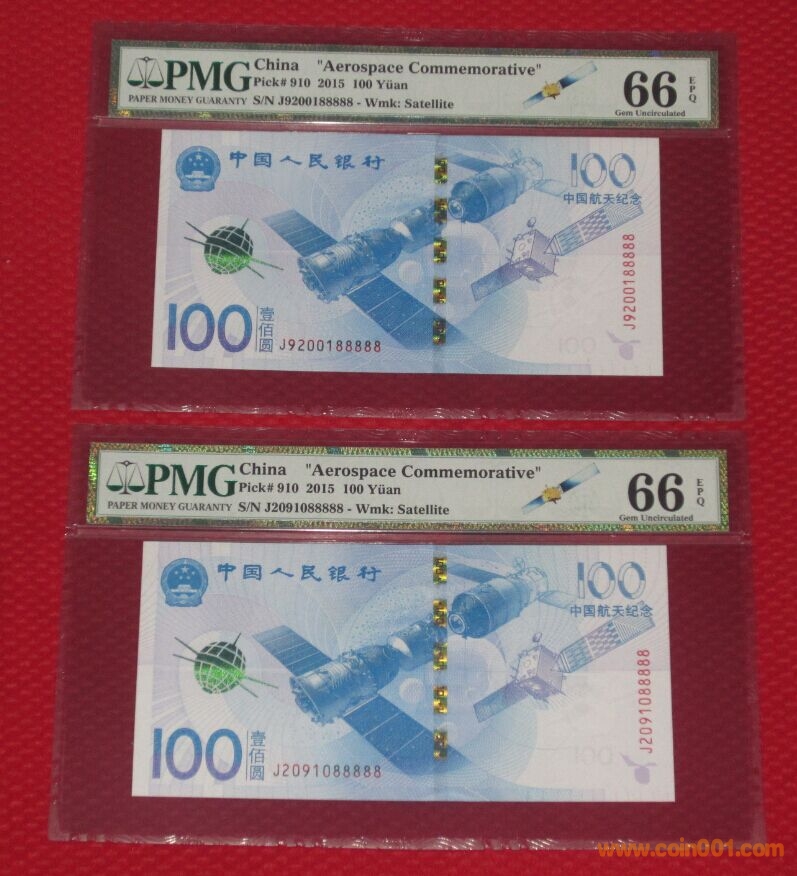 PMG
PAPER MONEY GUARANTY
China "Aerospace Commemorative"
Pick# 910 2015 100 Yüan
S/N J9200188888 - Wmk: Satellite
66
EPQ
Gem Uncirculated
中国人民银行
100
中国航天纪念
J9200188888
100
壹佰圆
J9200188888
001
PMG
PAPER MONEY GUARANTY
China "Aerospace Commemorative"
Pick# 910 2015 100 Yüan
S/N J2091088888 - Wmk: Satellite
66
EPQ
Gem Uncirculated
中国人民银行
100
中国航天纪念
J2091088888
100
壹佰圆
J2091088888
001
www.coin001.com